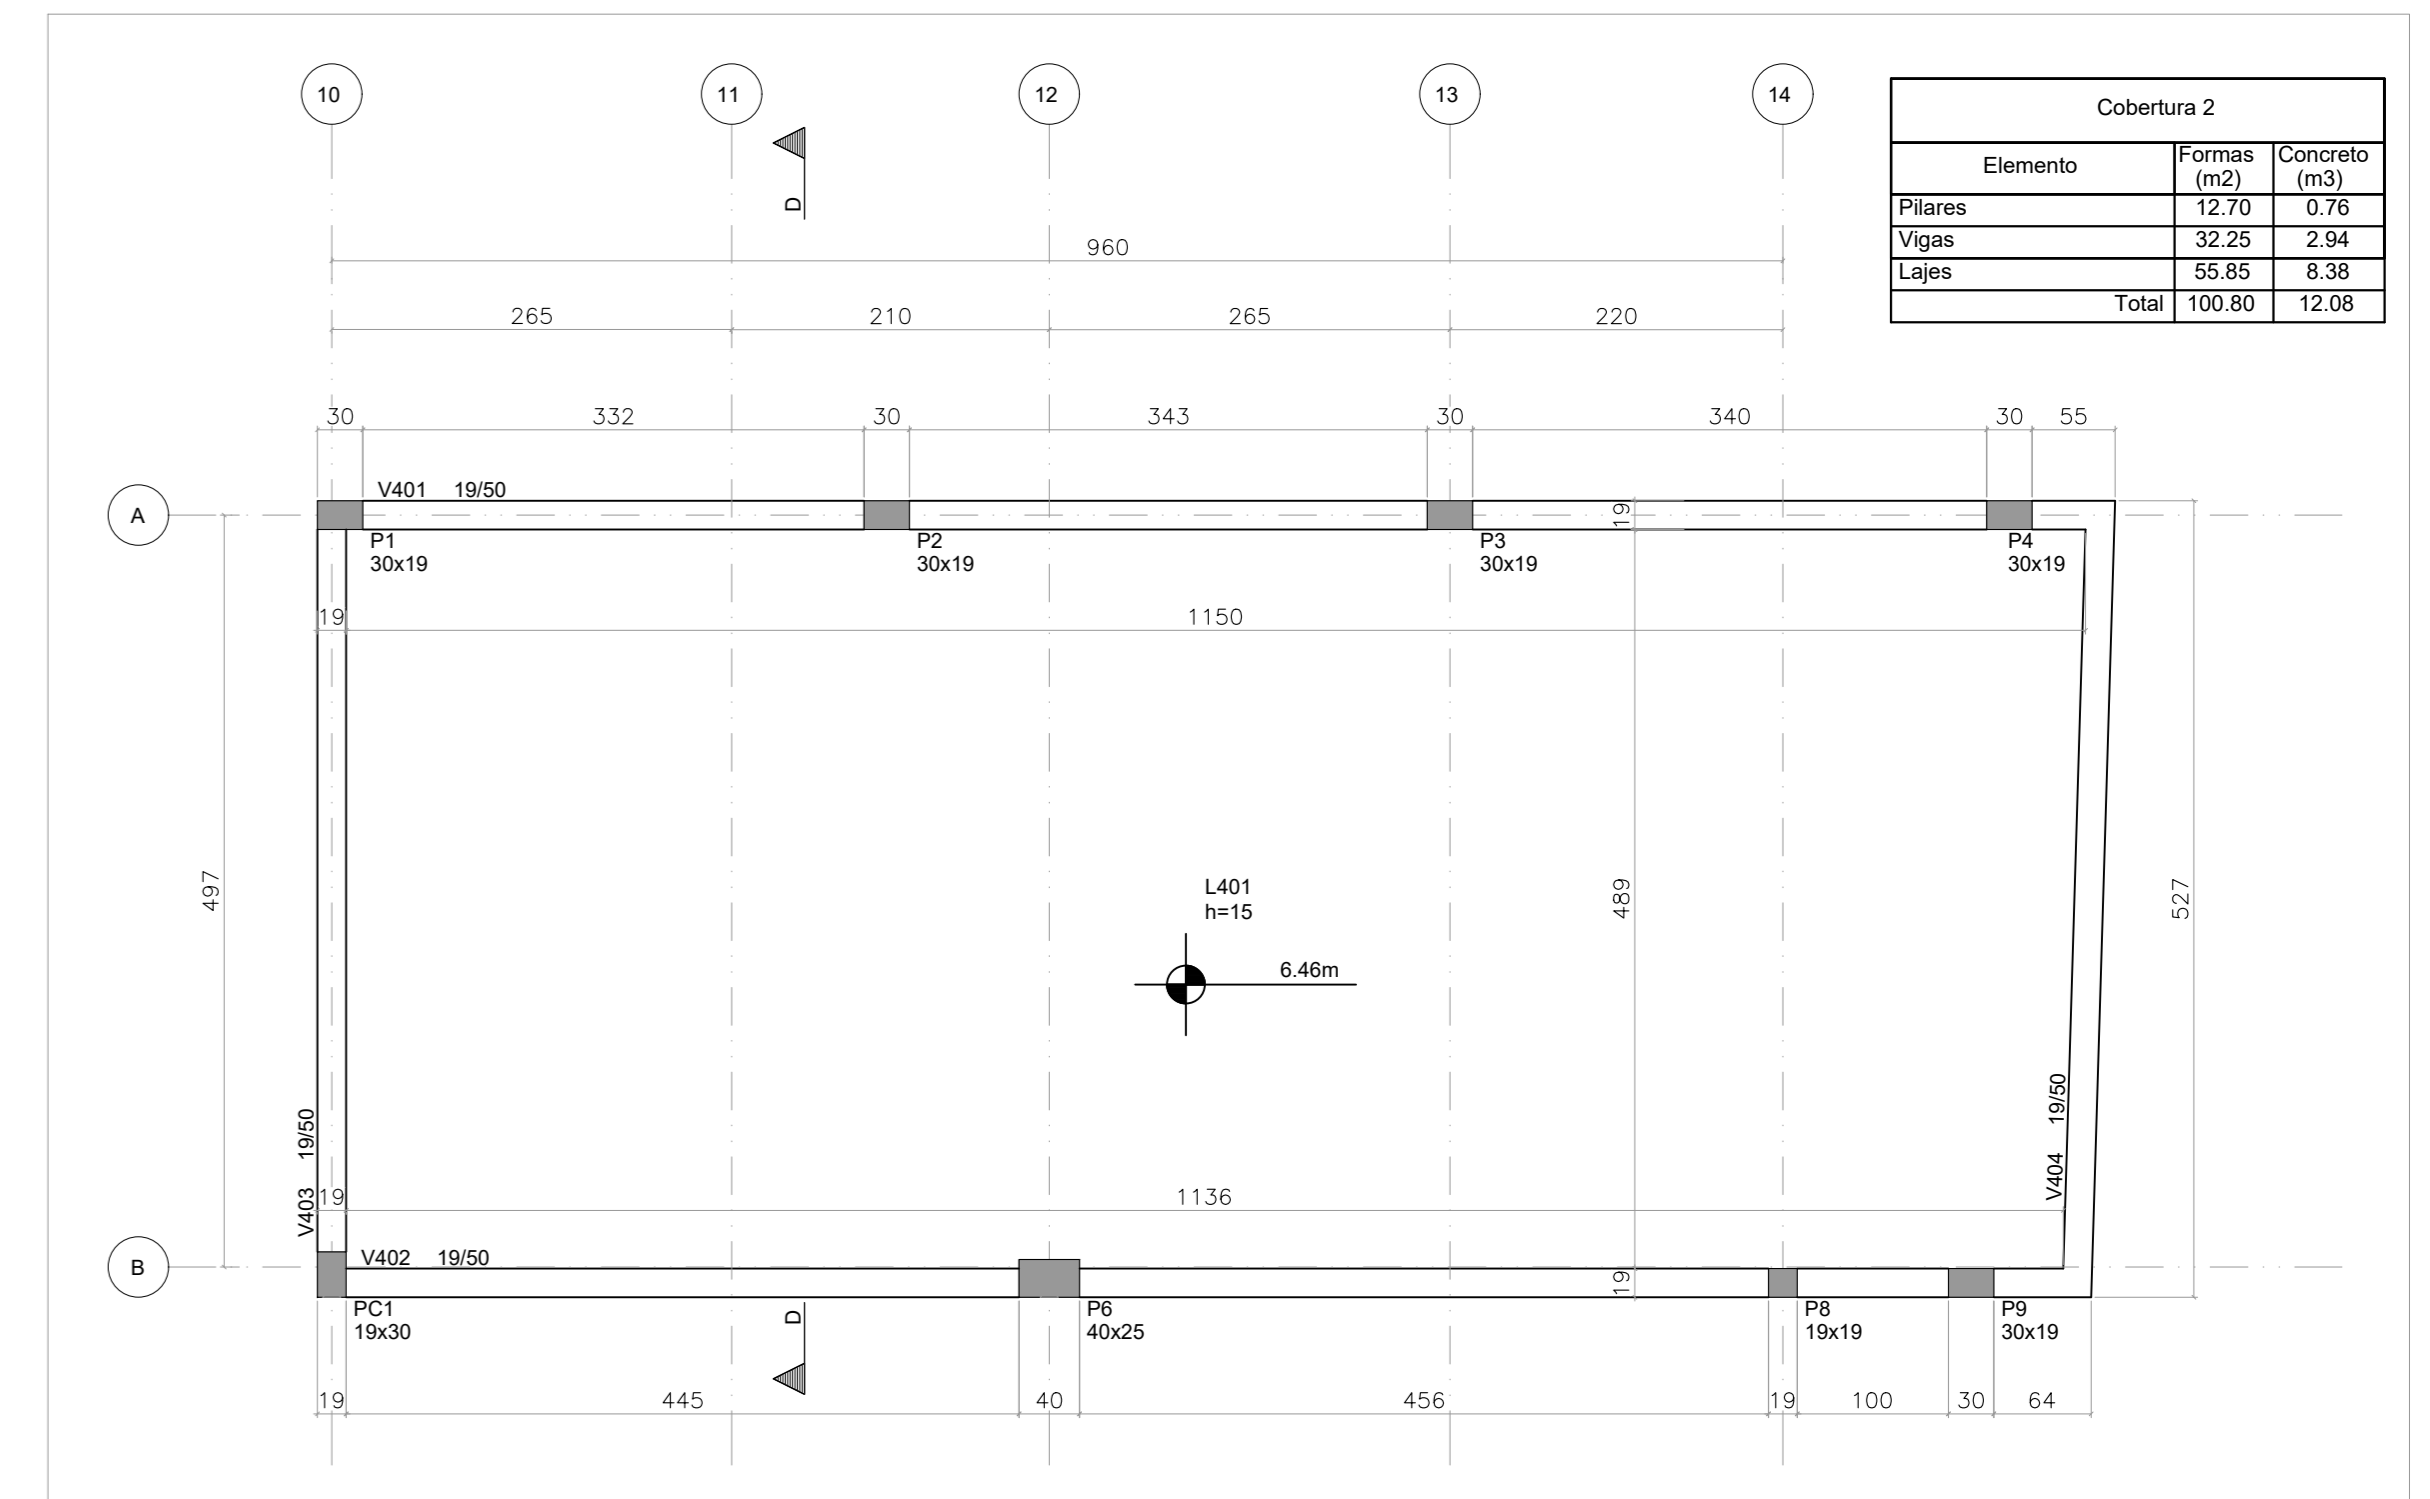 10
11
12
13
14
Cobertura 2
Elemento
Formas
(m2)
Concreto
(m3)
Pilares 12.70 0.76
Vigas 32.25 2.94
Lajes 55.85 8.38
Total 100.80 12.08
D
960
265
210
265
220
30
332
30
343
30
340
30
55
A
V401 19/50
19
P1
30x19
P2
30x19
P3
30x19
P4
30x19
19
1150
497
L401
h=15
489
527
6.46m
V403 19/50
V404 19/50
19
1136
B
V402 19/50
19
PC1
19x30
D
P6
40x25
P8
19x19
P9
30x19
19
445
40
456
19
100
30
64